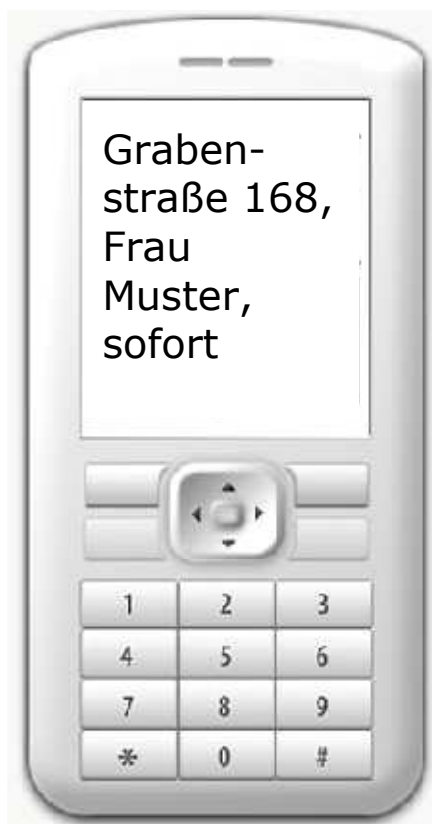 Graben-
straße 168,
Frau
Muster,
sofort
1 2 3
4 5 6
7 8 9
* 0 #